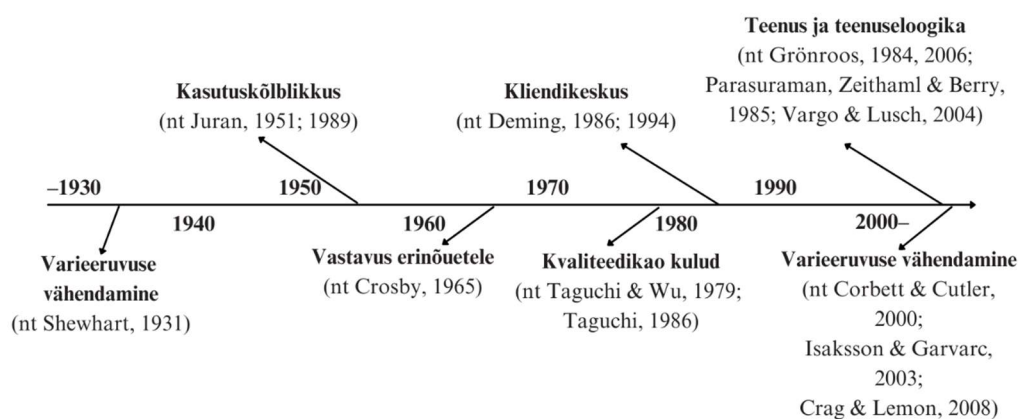 Teenus ja teenuseloogika
(nt Grönroos, 1984, 2006;
Parasuraman, Zeithaml & Berry,
1985; Vargo & Lusch, 2004)
Kasutuskõlblikkus
(nt Juran, 1951; 1989)
Kliendikeskus
(nt Deming, 1986; 1994)
–1930
1950
1970
1990
1940
1960
1980
2000–
Varieeruvuse
vähendamine
(nt Shewhart, 1931)
Vastavus erinõuetele
(nt Crosby, 1965)
Kvaliteedikao kulud
(nt Taguchi & Wu, 1979;
Taguchi, 1986)
Varieeruvuse vähendamine
(nt Corbett & Cutler,
2000;
Isaksson & Garvarc,
2003;
Crag & Lemon, 2008)